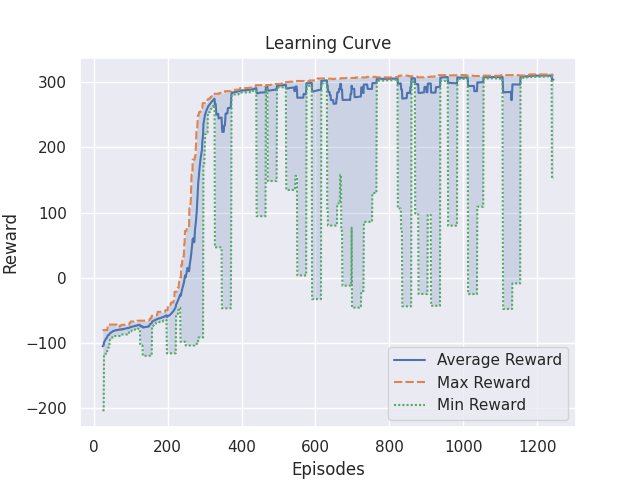 Learning Curve
300
200
100
0
−100
−200
Reward
0
200
400
600
800
1000
1200
Episodes
Average Reward
Max Reward
Min Reward